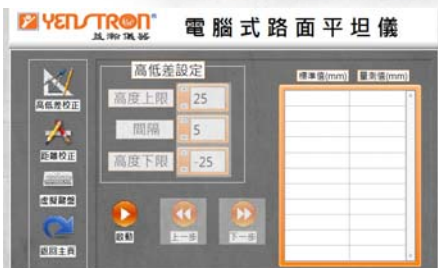 YENSTRON®
昱瀚儀器
電腦式路面平坦儀
高低差校正
距離校正
虛擬鍵盤
返回主頁
高低差設定
高度上限 25
間隔 5
高度下限 -25
啟動
上一步
下一步
標準值(mm) 量測值(mm)